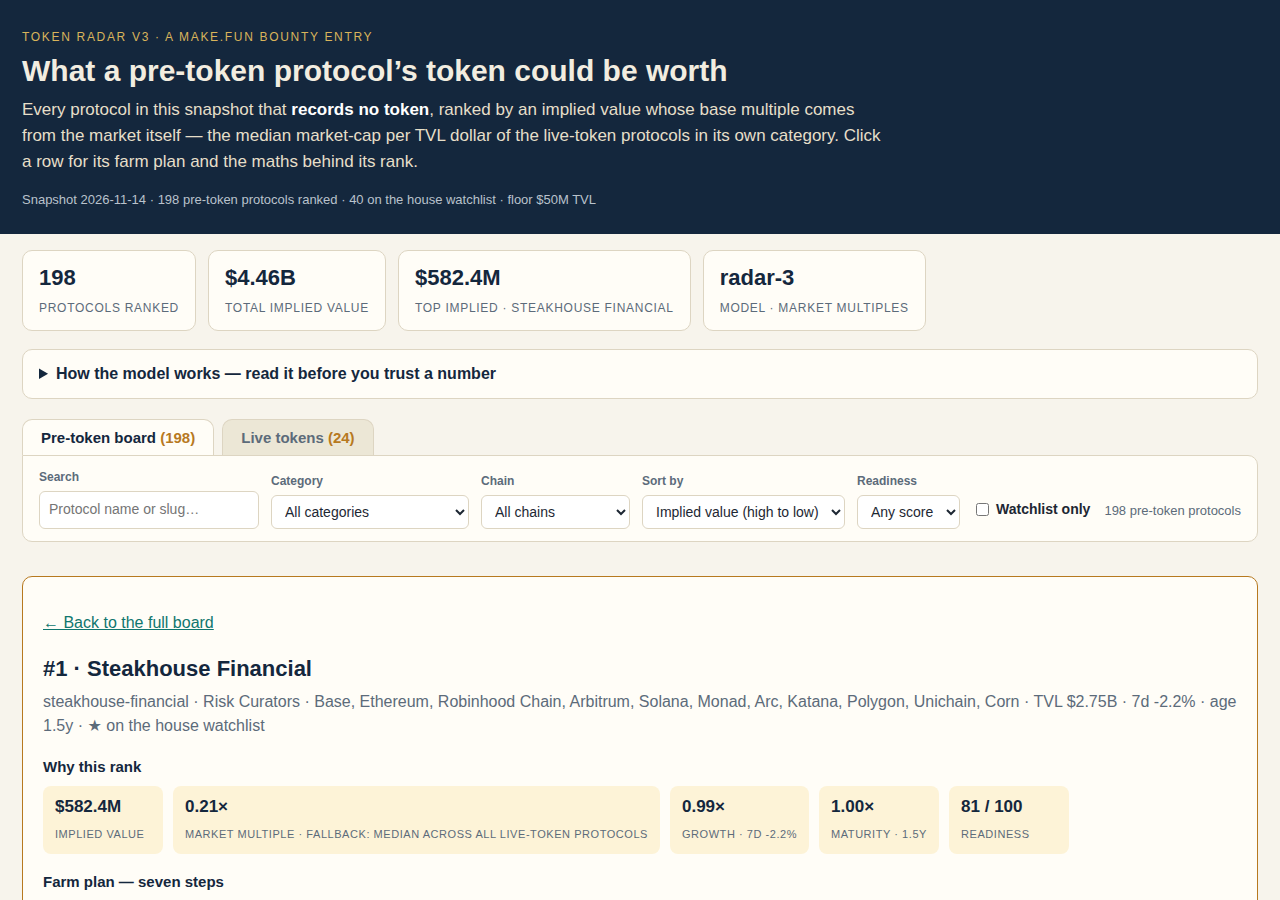 TOKEN RADAR V3 · A MAKE.FUN BOUNTY ENTRY
What a pre-token protocol’s token could be worth
Every protocol in this snapshot that records no token, ranked by an implied value whose base multiple comes
from the market itself — the median market-cap per TVL dollar of the live-token protocols in its own category. Click
a row for its farm plan and the maths behind its rank.
Snapshot 2026-11-14 · 198 pre-token protocols ranked · 40 on the house watchlist · floor $50M TVL
198
PROTOCOLS RANKED
$4.46B
TOTAL IMPLIED VALUE
$582.4M
TOP IMPLIED · STEAKHOUSE FINANCIAL
radar-3
MODEL · MARKET MULTIPLES
▶ How the model works — read it before you trust a number
Pre-token board (198)
Live tokens (24)
Search
Protocol name or slug…
Category
All categories
Chain
All chains
Sort by
Implied value (high to low)
Readiness
Any score
Watchlist only
198 pre-token protocols
← Back to the full board
#1 · Steakhouse Financial
steakhouse-financial · Risk Curators · Base, Ethereum, Robinhood Chain, Arbitrum, Solana, Monad, Arc, Katana, Polygon, Unichain, Corn · TVL $2.75B · 7d -2.2% · age
1.5y · ★ on the house watchlist
Why this rank
$582.4M
IMPLIED VALUE
0.21×
MARKET MULTIPLE · FALLBACK: MEDIAN ACROSS ALL LIVE-TOKEN PROTOCOLS
0.99×
GROWTH · 7D -2.2%
1.00×
MATURITY · 1.5Y
81 / 100
READINESS
Farm plan — seven steps